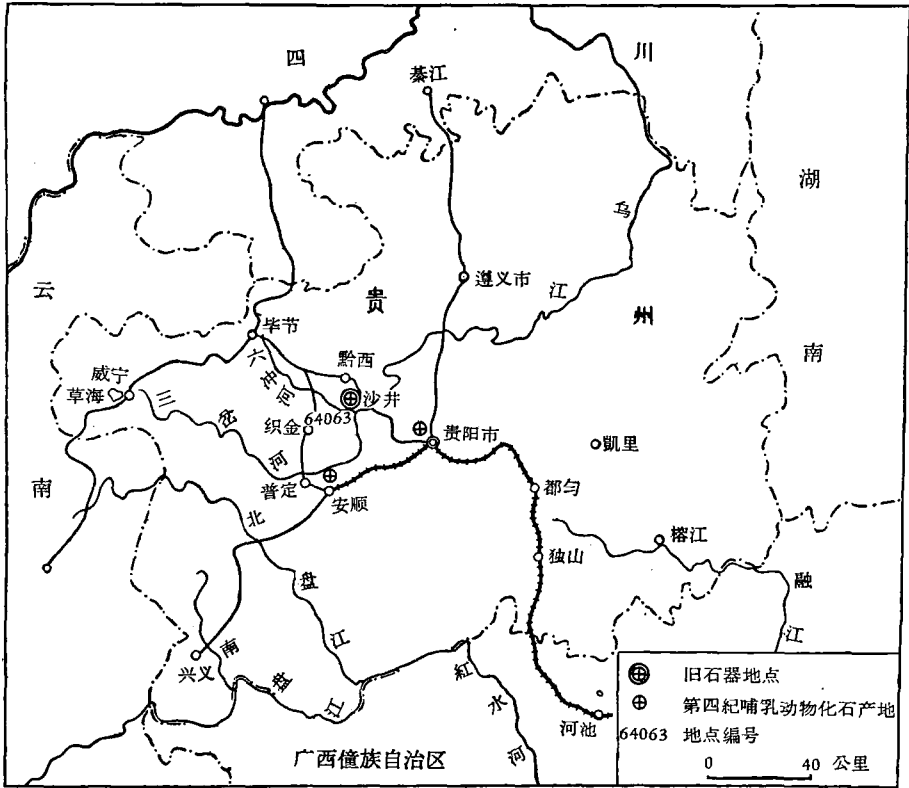 四川
綦江
湖南
云南
贵州
乌江
遵义市
毕节
六冲河
黔西
沙井
64063
威宁
草海
三岔河
织金
贵阳市
凱里
普定
安顺
都匀
北盘江
榕江
独山
融江
兴义
南盘江
紅水河
河池
广西僮族自治区
旧石器地点
第四紀哺乳动物化石产地
64063 地点编号
0 40 公里